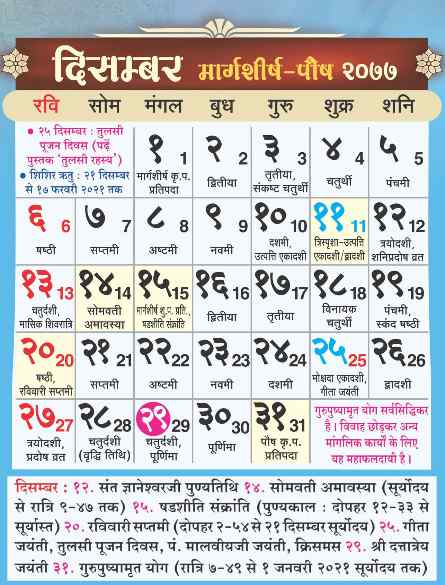 दिसम्बर मार्गशीर्ष-पौष २०७७
रवि सोम मंगल बुध गुरु शुक्र शनि
• २५ दिसम्बर : तुलसी पूजन दिवस (पढ़ें पुस्तक 'तुलसी रहस्य')
• शिशिर ऋतु : २१ दिसम्बर से १७ फरवरी २०२१ तक
१ 1 मार्गशीर्ष कृ.प. प्रतिपदा
२ 2 द्वितीया
३ 3 तृतीया, संकष्ट चतुर्थी
४ 4 चतुर्थी
५ 5 पंचमी
६ 6 षष्ठी
७ 7 सप्तमी
८ 8 अष्टमी
९ 9 नवमी
१० 10 दशमी, उत्पत्ति एकादशी
११ 11 त्रिस्पृशा-उत्पत्ति एकादशी/द्वादशी
१२ 12 त्रयोदशी, शनिप्रदोष व्रत
१३ 13 चतुर्दशी, मासिक शिवरात्रि
१४ 14 सोमवती अमावस्या
१५ 15 मार्गशीर्ष शु.प. प्रति., षडशीति संक्रांति
१६ 16 द्वितीया
१७ 17 तृतीया
१८ 18 विनायक चतुर्थी
१९ 19 पंचमी, स्कंद षष्ठी
२० 20 षष्ठी, रविवारी सप्तमी
२१ 21 सप्तमी
२२ 22 अष्टमी
२३ 23 नवमी
२४ 24 दशमी
२५ 25 मोक्षदा एकादशी, गीता जयंती
२६ 26 द्वादशी
२७ 27 त्रयोदशी, प्रदोष व्रत
२८ 28 चतुर्दशी (वृद्धि तिथि)
२९ 29 चतुर्दशी, पूर्णिमा
३० 30 पूर्णिमा
३१ 31 पौष कृ.प. प्रतिपदा
गुरुपुष्यामृत योग सर्वसिद्धिकर
है। विवाह छोड़कर अन्य
मांगलिक कार्यों के लिए
यह महाफलदायी है।
दिसम्बर : १२. संत ज्ञानेश्वरजी पुण्यतिथि १४. सोमवती अमावस्या (सूर्योदय
से रात्रि ९-४७ तक) १५. षडशीति संक्रांति (पुण्यकाल : दोपहर १२-३३ से
सूर्यास्त) २०. रविवारी सप्तमी (दोपहर २-५४ से २१ दिसम्बर सूर्योदय) २५. गीता
जयंती, तुलसी पूजन दिवस, पं. मालवीयजी जयंती, क्रिसमस २९. श्री दत्तात्रेय
जयंती ३१. गुरुपुष्यामृत योग (रात्रि ७-४९ से १ जनवरी २०२१ सूर्योदय तक)